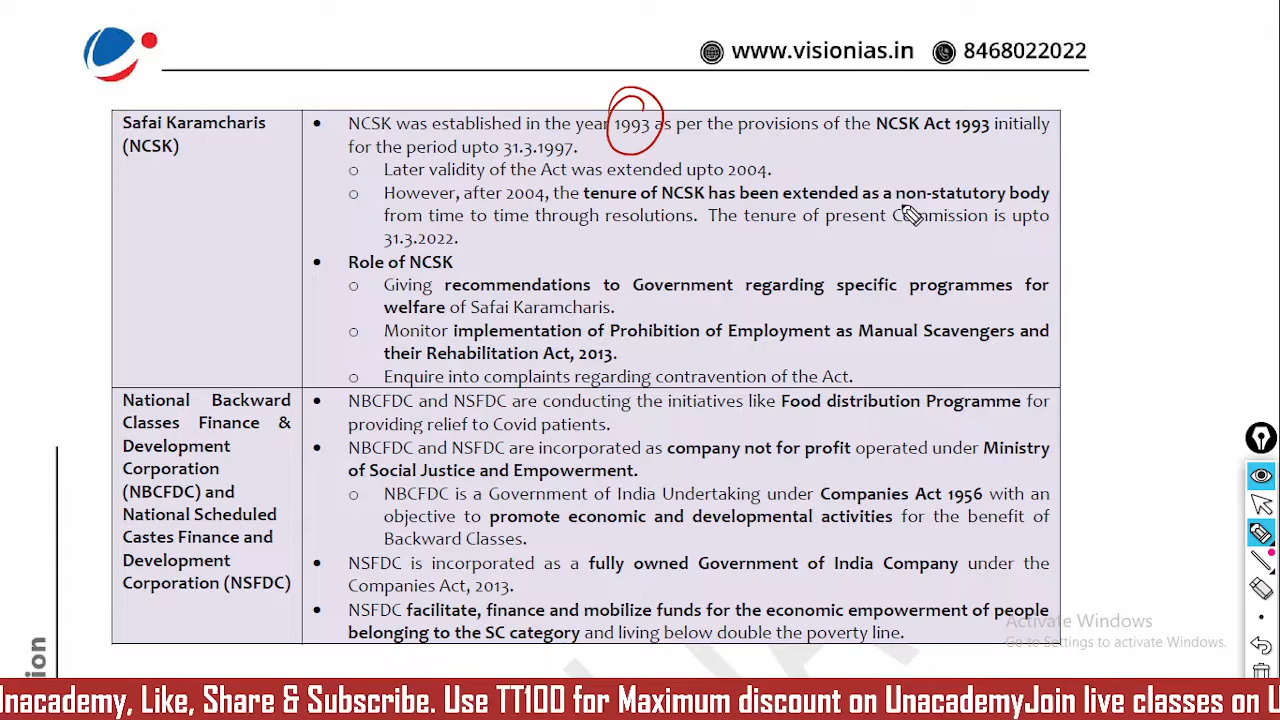 www.visionias.in 8468022022
Safai Karamcharis
(NCSK)
• NCSK was established in the year 1993 as per the provisions of the NCSK Act 1993 initially
for the period upto 31.3.1997.
o Later validity of the Act was extended upto 2004.
o However, after 2004, the tenure of NCSK has been extended as a non-statutory body
from time to time through resolutions. The tenure of present Commission is upto
31.3.2022.
• Role of NCSK
o Giving recommendations to Government regarding specific programmes for
welfare of Safai Karamcharis.
o Monitor implementation of Prohibition of Employment as Manual Scavengers and
their Rehabilitation Act, 2013.
o Enquire into complaints regarding contravention of the Act.
National Backward
Classes Finance &
Development
Corporation
(NBCFDC) and
National Scheduled
Castes Finance and
Development
Corporation (NSFDC)
• NBCFDC and NSFDC are conducting the initiatives like Food distribution Programme for
providing relief to Covid patients.
• NBCFDC and NSFDC are incorporated as company not for profit operated under Ministry
of Social Justice and Empowerment.
o NBCFDC is a Government of India Undertaking under Companies Act 1956 with an
objective to promote economic and developmental activities for the benefit of
Backward Classes.
• NSFDC is incorporated as a fully owned Government of India Company under the
Companies Act, 2013.
• NSFDC facilitate, finance and mobilize funds for the economic empowerment of people
belonging to the SC category and living below double the poverty line.
Activate Windows
Go to Settings to activate Windows.
Unacademy, Like, Share & Subscribe. Use TT10D for Maximum discount on UnacademyJoin live classes on U